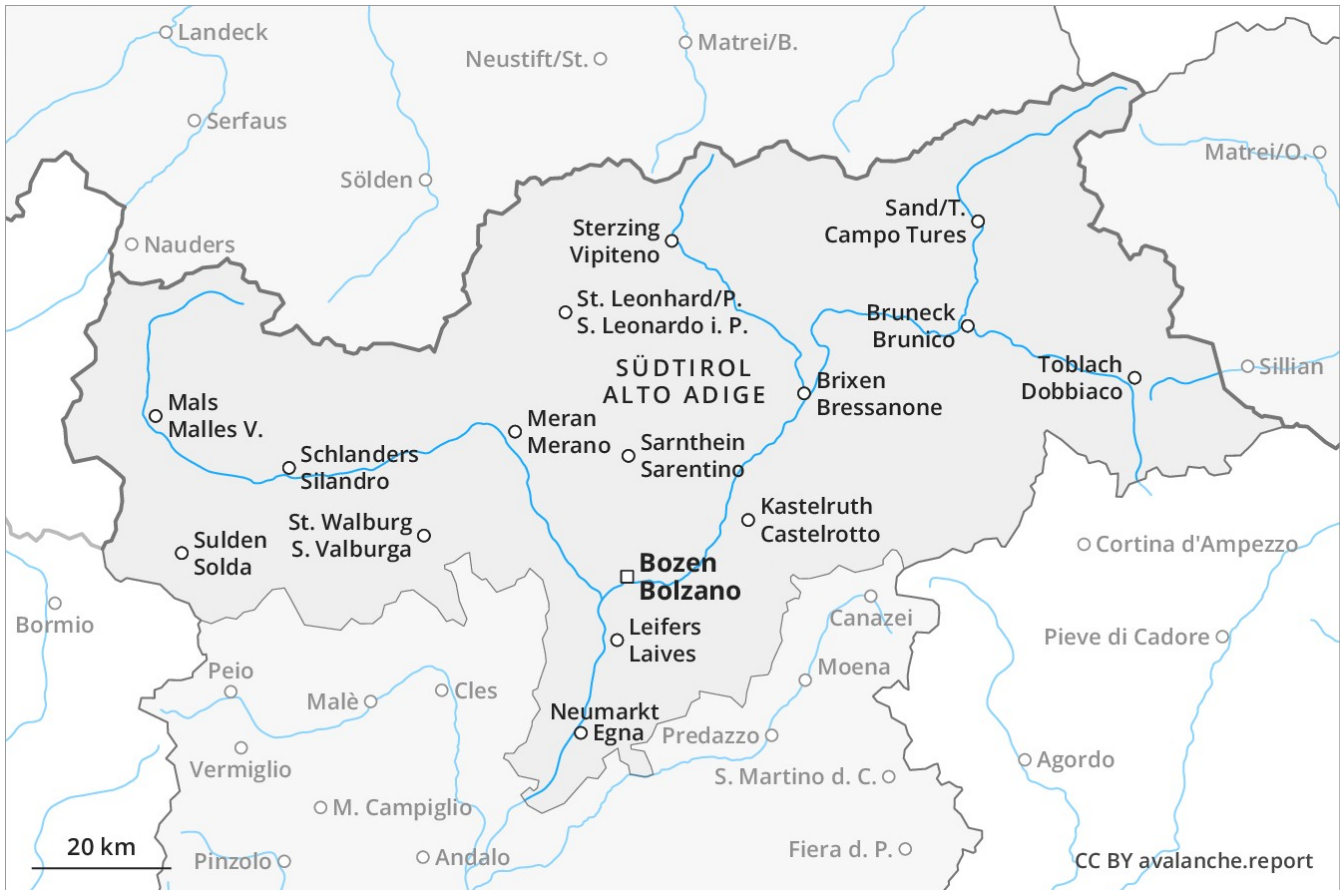 Landeck
Neustift/St.
Matrei/B.
Serfaus
Matrei/O.
Sölden
Nauders
Sand/T.
Campo Tures
Sterzing
Vipiteno
St. Leonhard/P.
S. Leonardo i. P.
Bruneck
Brunico
SÜDTIROL
ALTO ADIGE
Toblach
Dobbiaco
Sillian
Brixen
Bressanone
Mals
Malles V.
Meran
Merano
Sarnthein
Sarentino
Schlanders
Silandro
Kastelruth
Castelrotto
St. Walburg
S. Valburga
Sulden
Solda
Cortina d'Ampezzo
Bozen
Bolzano
Bormio
Canazei
Leifers
Laives
Pieve di Cadore
Peio
Moena
Malè
Cles
Neumarkt
Egna
Predazzo
Vermiglio
Agordo
S. Martino d. C.
M. Campiglio
20 km
Pinzolo
Andalo
Fiera d. P.
CC BY avalanche.report